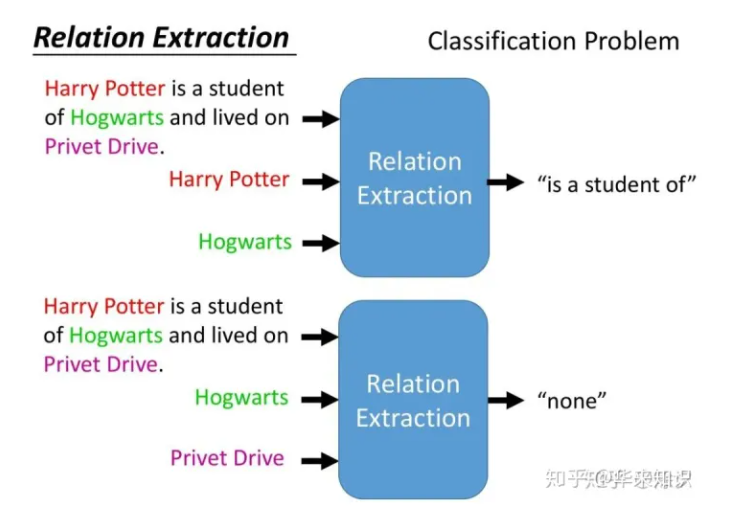 Relation Extraction
Classification Problem
Harry Potter is a student
of Hogwarts and lived on
Privet Drive.
Harry Potter
Hogwarts
Relation
Extraction
“is a student of”
Harry Potter is a student
of Hogwarts and lived on
Privet Drive.
Hogwarts
Privet Drive
Relation
Extraction
“none”
知乎